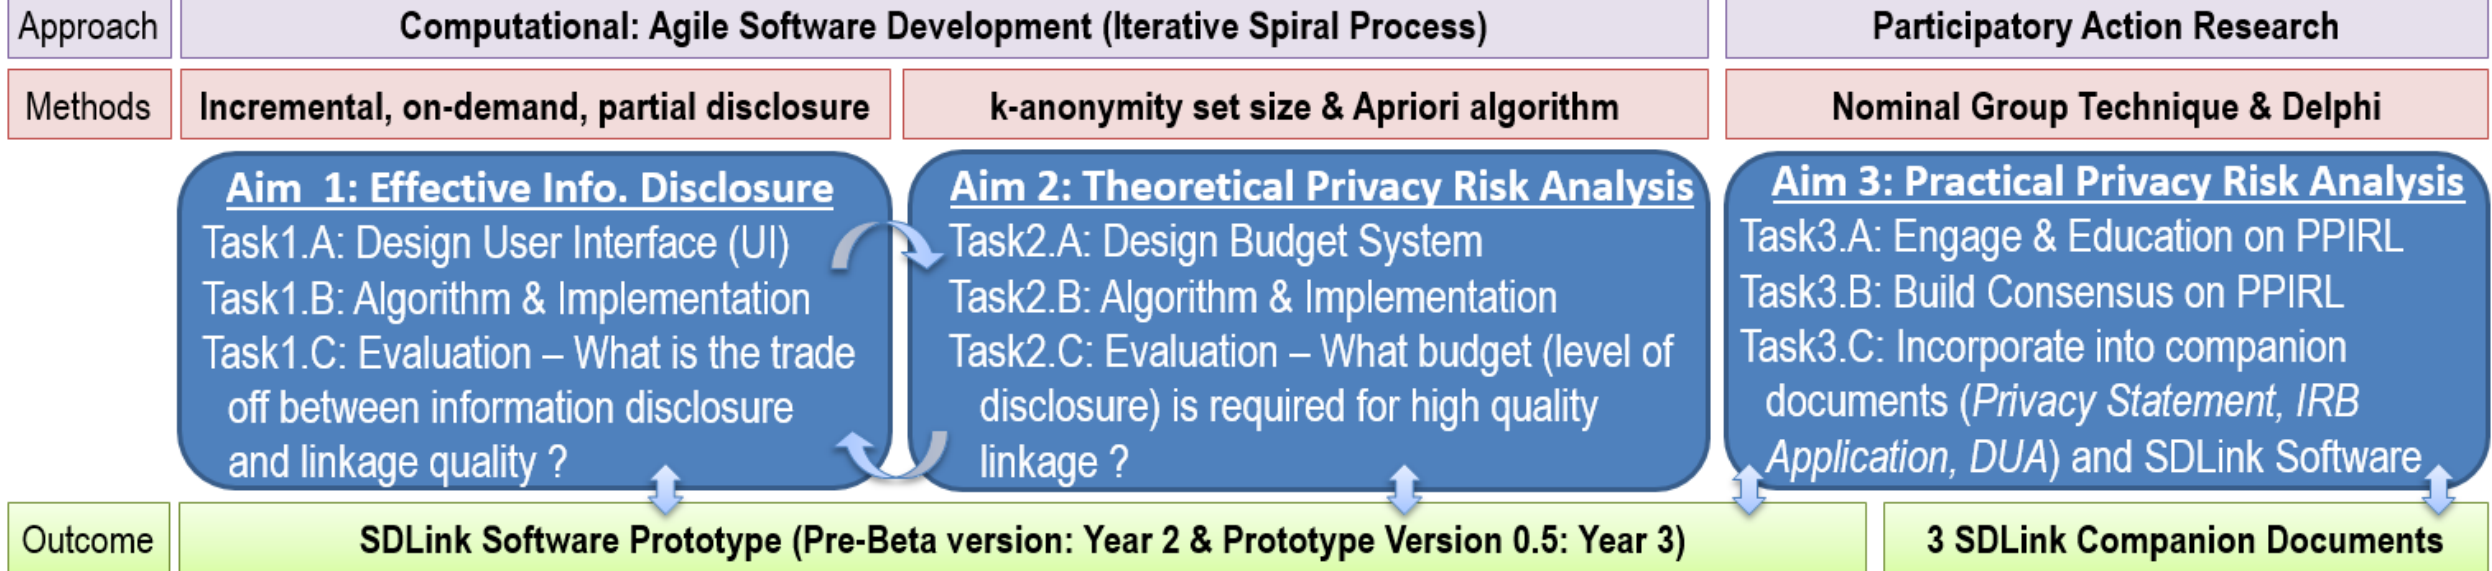 Approach
Computational: Agile Software Development (Iterative Spiral Process)
Participatory Action Research
Methods
Incremental, on-demand, partial disclosure
k-anonymity set size & Apriori algorithm
Nominal Group Technique & Delphi
Aim 1: Effective Info. Disclosure
Task1.A: Design User Interface (UI)
Task1.B: Algorithm & Implementation
Task1.C: Evaluation – What is the trade
off between information disclosure
and linkage quality ?
Aim 2: Theoretical Privacy Risk Analysis
Task2.A: Design Budget System
Task2.B: Algorithm & Implementation
Task2.C: Evaluation – What budget (level of
disclosure) is required for high quality
linkage ?
Aim 3: Practical Privacy Risk Analysis
Task3.A: Engage & Education on PPIRL
Task3.B: Build Consensus on PPIRL
Task3.C: Incorporate into companion
documents (Privacy Statement, IRB
Application, DUA) and SDLink Software
Outcome
SDLink Software Prototype (Pre-Beta version: Year 2 & Prototype Version 0.5: Year 3)
3 SDLink Companion Documents